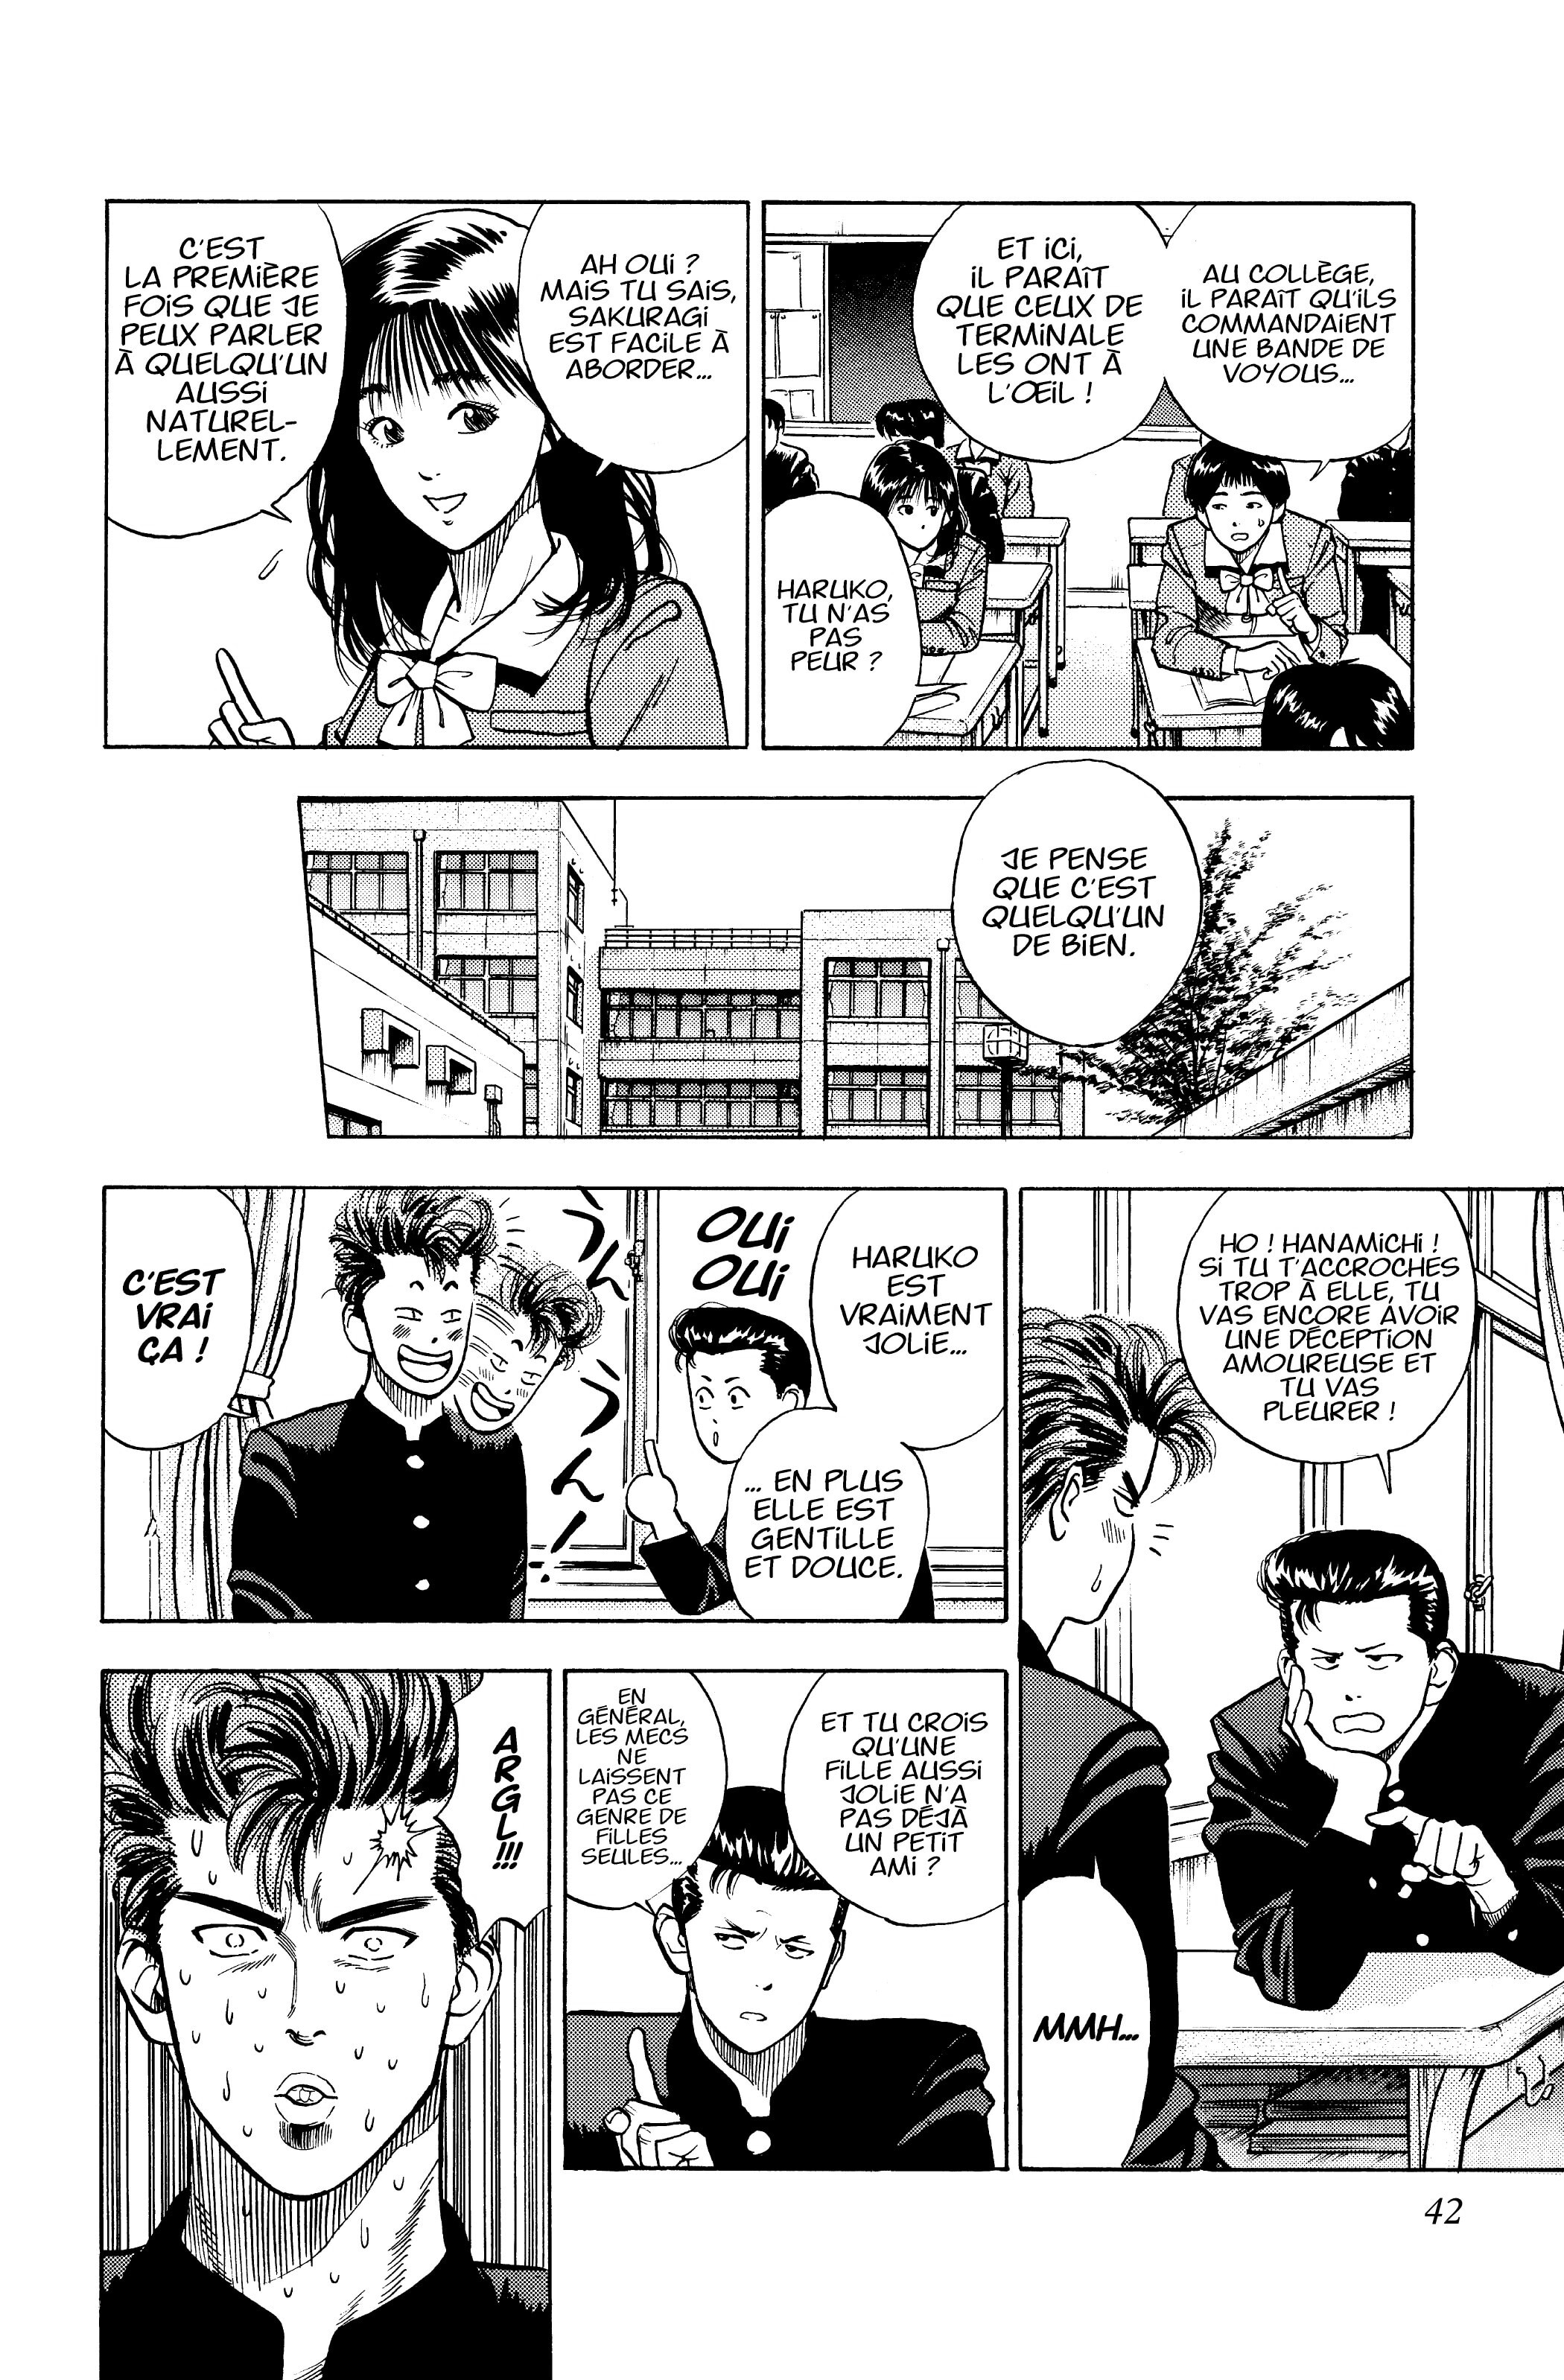 AU COLLÈGE,
IL PARAÎT QU'ILS
COMMANDAIENT
UNE BANDE DE
VOYOUS...
ET ICI,
IL PARAÎT
QUE CEUX DE
TERMINALE
LES ONT À
L'ŒIL !
HARUKO,
TU N'AS
PAS
PEUR ?
AH OUI ?
MAIS TU SAIS,
SAKURAGI
EST FACILE À
ABORDER...
C'EST
LA PREMIÈRE
FOIS QUE JE
PEUX PARLER
À QUELQU'UN
AUSSI
NATUREL-
LEMENT.
JE PENSE
QUE C'EST
QUELQU'UN
DE BIEN.
HO ! HANAMICHI !
SI TU T'ACCROCHES
TROP À ELLE, TU
VAS ENCORE AVOIR
UNE DÉCEPTION
AMOUREUSE ET
TU VAS
PLEURER !
MMH...
HARUKO
EST
VRAIMENT
JOLIE...
... EN PLUS
ELLE EST
GENTILLE
ET DOUCE.
OUI
OUI
うん
うん!
C'EST
VRAI
ÇA !
ET TU CROIS
QU'UNE
FILLE AUSSI
JOLIE N'A
PAS DÉJÀ
UN PETIT
AMI ?
EN
GÉNÉRAL,
LES MECS
NE
LAISSENT
PAS CE
GENRE DE
FILLES
SEULES...
ARGL!!!
42